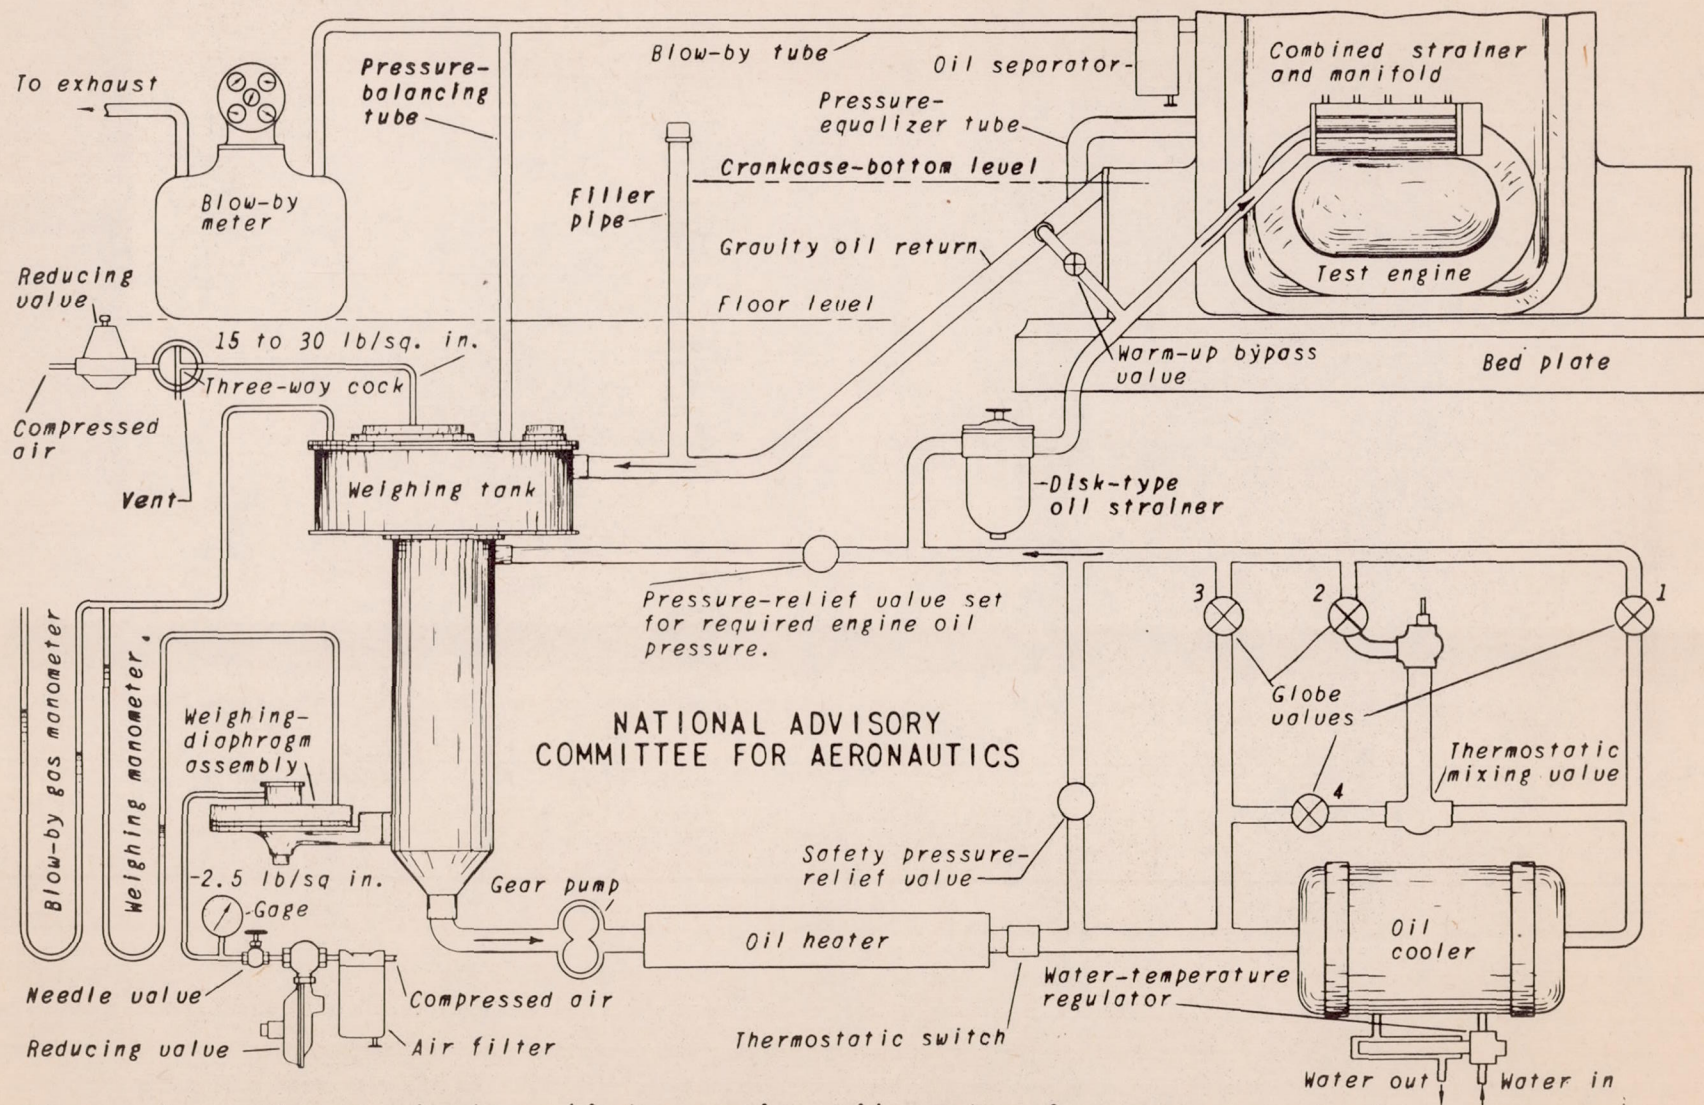 To exhaust
Pressure-
balancing
tube
Blow-by tube
Oil separator
Combined strainer
and manifold
Pressure-
equalizer tube
Crankcase-bottom level
Blow-by
meter
Filler
pipe
Gravity oil return
Test engine
Reducing
valve
Floor level
15 to 30 lb/sq. in.
Three-way cock
Warm-up bypass
valve
Bed plate
Compressed
air
Vent
Weighing tank
Disk-type
oil strainer
Pressure-relief valve set
for required engine oil
pressure.
3
2
1
Globe
valves
Blow-by gas manometer
Weighing manometer
Weighing-
diaphragm
assembly
NATIONAL ADVISORY
COMMITTEE FOR AERONAUTICS
Thermostatic
mixing valve
4
Safety pressure-
relief valve
2.5 lb/sq in.
Gage
Gear pump
Oil heater
Oil
cooler
Needle valve
Compressed air
Water-temperature
regulator
Reducing valve
Air filter
Thermostatic switch
Water out
Water in